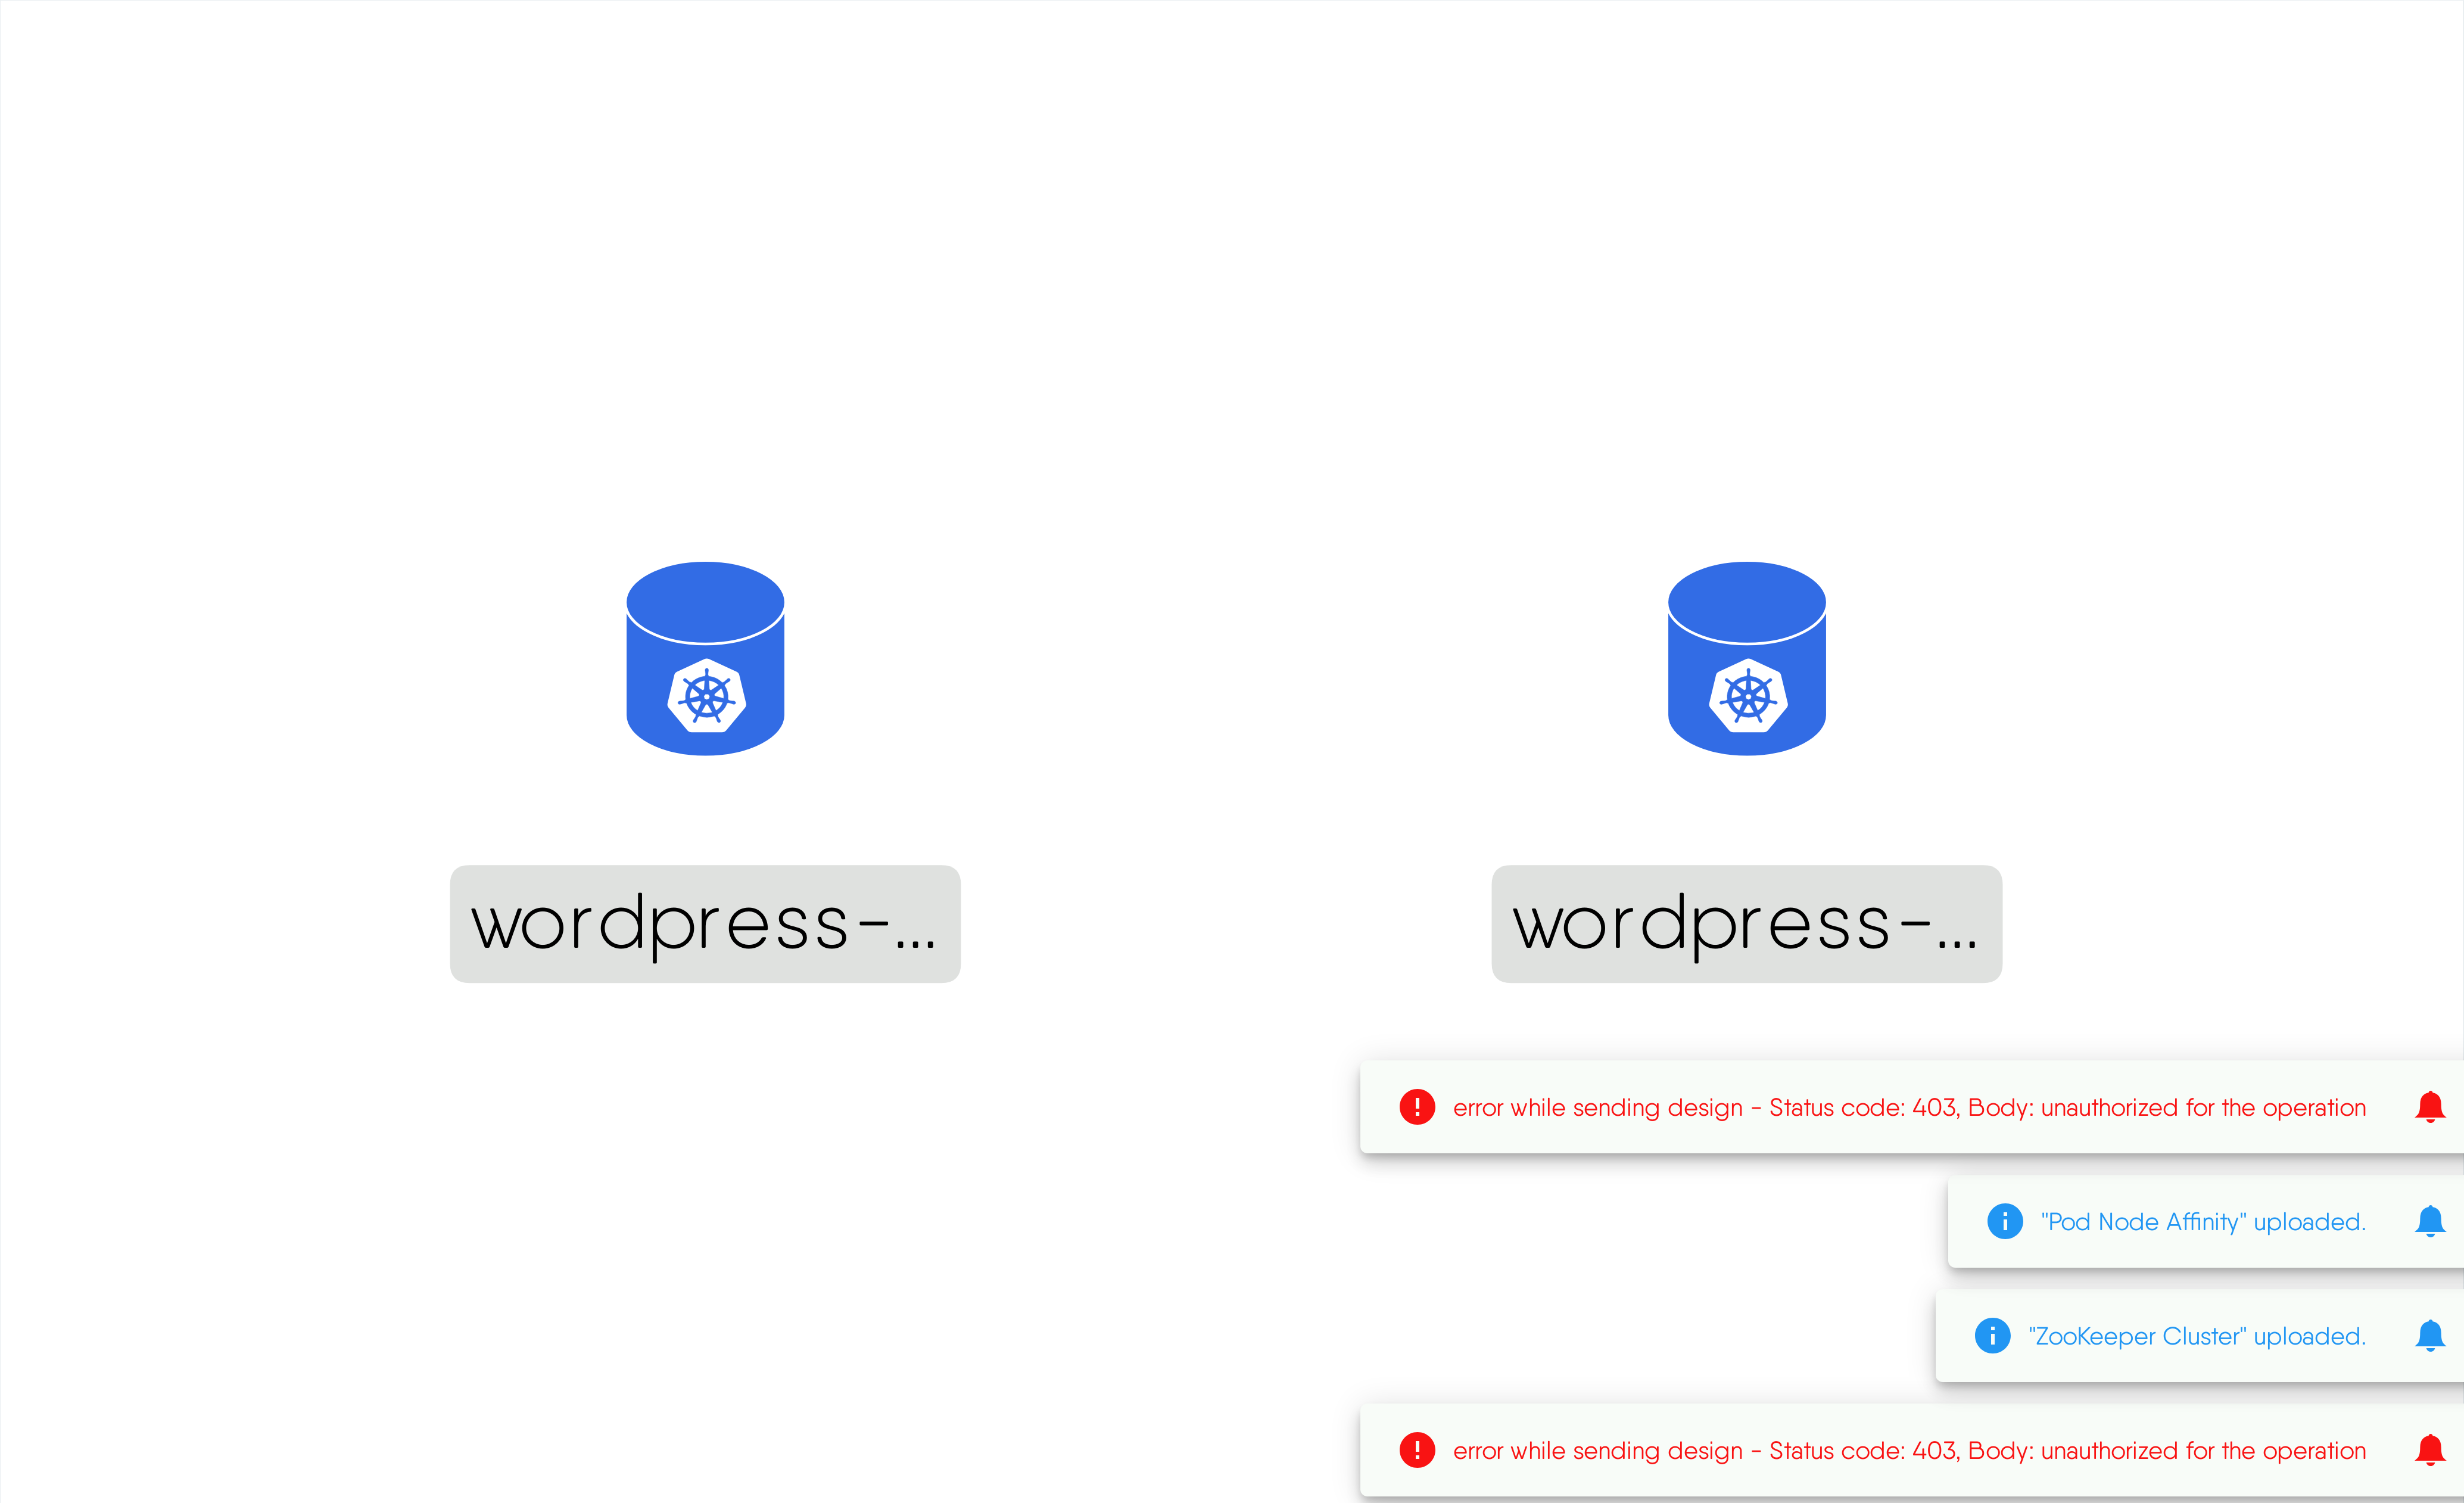 wordpress-...
wordpress-...
error while sending design - Status code: 403, Body: unauthorized for the operation
"Pod Node Affinity" uploaded.
"ZooKeeper Cluster" uploaded.
error while sending design - Status code: 403, Body: unauthorized for the operation